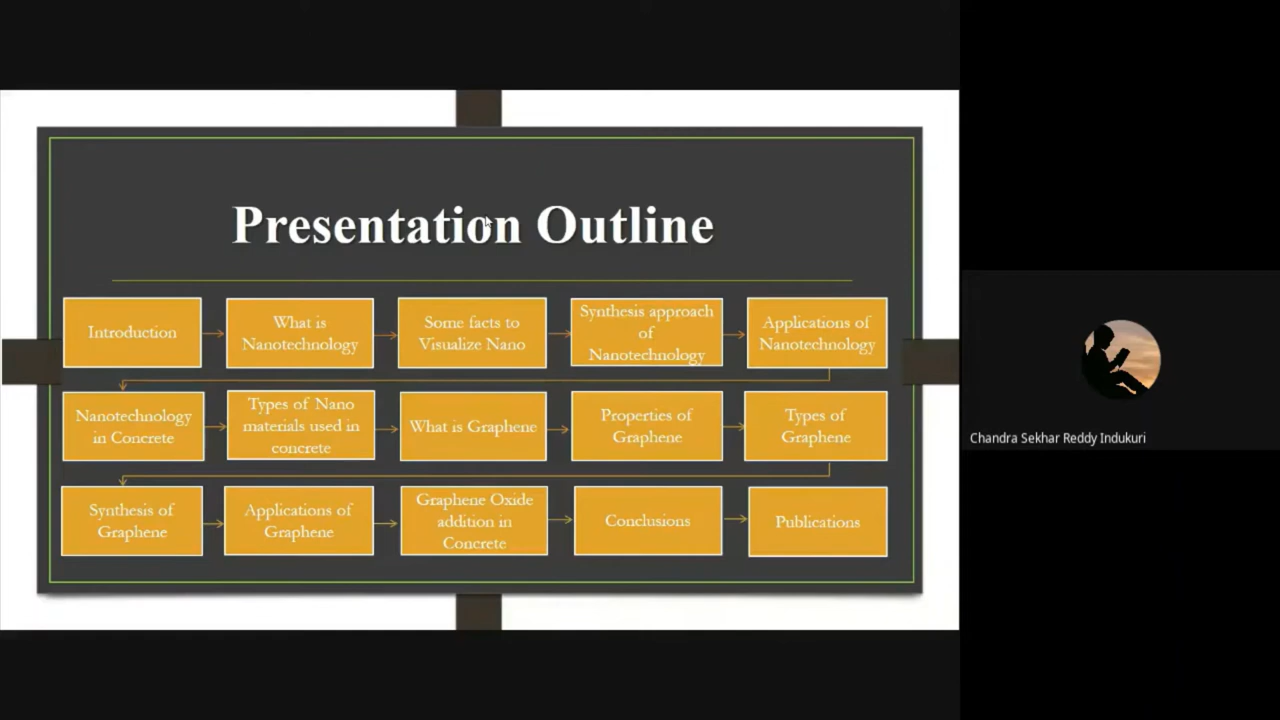 Presentation Outline
Introduction
What is
Nanotechnology
Some facts to
Visualize Nano
Synthesis approach
of
Nanotechnology
Applications of
Nanotechnology
Nanotechnology
in Concrete
Types of Nano
materials used in
concrete
What is Graphene
Properties of
Graphene
Types of
Graphene
Synthesis of
Graphene
Applications of
Graphene
Graphene Oxide
addition in
Concrete
Conclusions
Publications
Chandra Sekhar Reddy Indukuri